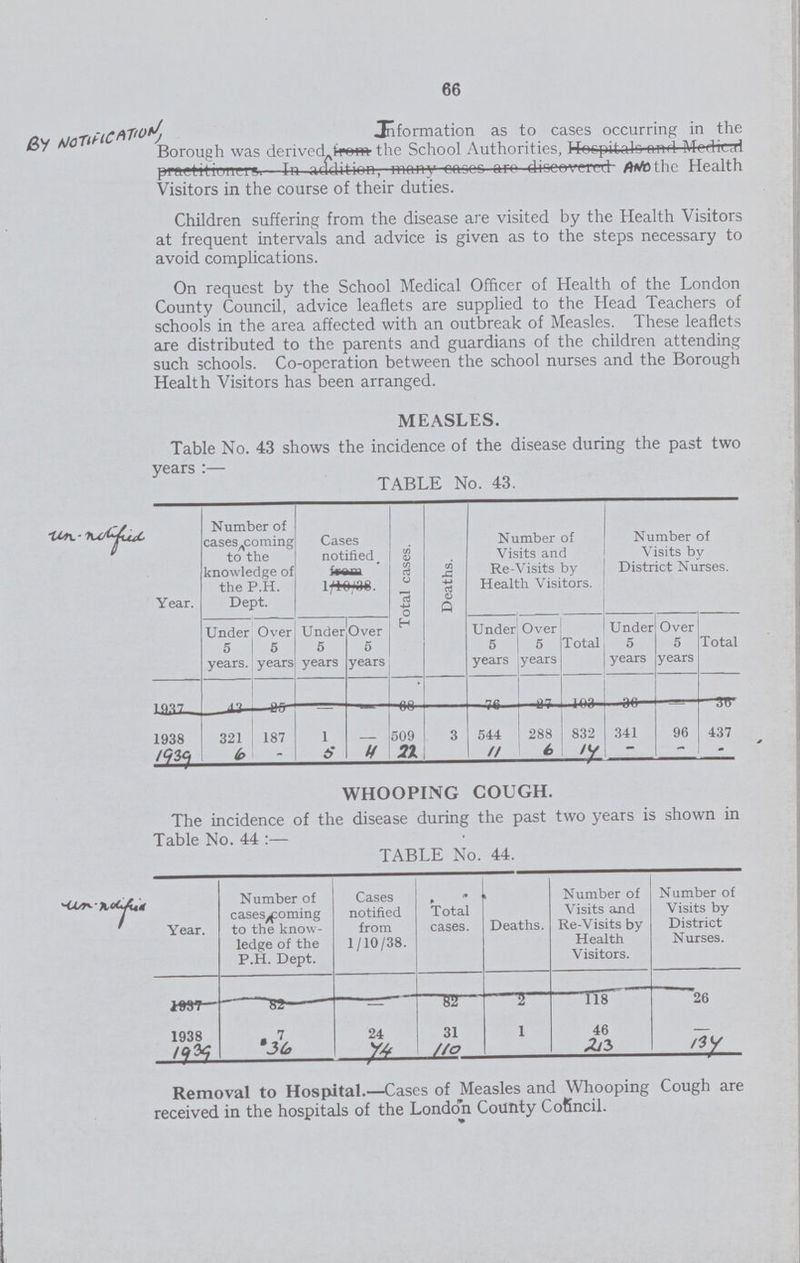 66
BY NOTIFICATION,
Information as to cases occurring in the
Borough was derived from the School Authorities, Hospitals and Medical
practitioners. In addition, many cases are discovered AND the Health
Visitors in the course of their duties.
Children suffering from the disease are visited by the Health Visitors
at frequent intervals and advice is given as to the steps necessary to
avoid complications.
On request by the School Medical Officer of Health of the London
County Council, advice leaflets are supplied to the Head Teachers of
schools in the area affected with an outbreak of Measles. These leaflets
are distributed to the parents and guardians of the children attending
such schools. Co-operation between the school nurses and the Borough
Health Visitors has been arranged.
MEASLES.
Table No. 43 shows the incidence of the disease during the past two
years :—
TABLE No. 43.
un-notified
Year.
Number of
cases coming
to the
knowledge of
the P.H.
Dept.
Cases
notified
from
1/10/38.
Total cases.
Deaths.
Number of
Visits and
Re-Visits by
Health Visitors.
Number of
Visits by
District Nurses.
Under 5 years. Over 5 years Under 5 years Over 5 years Under 5 years Over 5 years Total Under 5 years Over 5 years Total
1937 43 25 — — 68 76 27 103 36 — 36
1938 321 187 1 — 509 3 544 288 832 341 96 437
1939 6 - 5 4 22 11 6 14 - - -
WHOOPING COUGH.
The incidence of the disease during the past two years is shown in
Table No. 44 :—
TABLE No. 44.
un-notified
Year.
Number of
cases coming
to the know-
ledge of the
P.H. Dept.
Cases
notified
from
1/10/38.
Total
cases.
Deaths.
Number of
Visits and
Re-Visits by
Health
Visitors.
Number of
Visits by
District
Nurses.
1937 82 — 82 2 118 26
1938 7 24 31 1 46 —
1939 36 74 110 213 134
Removal to Hospital.—Cases of Measles and Whooping Cough are
received in the hospitals of the London County Council.